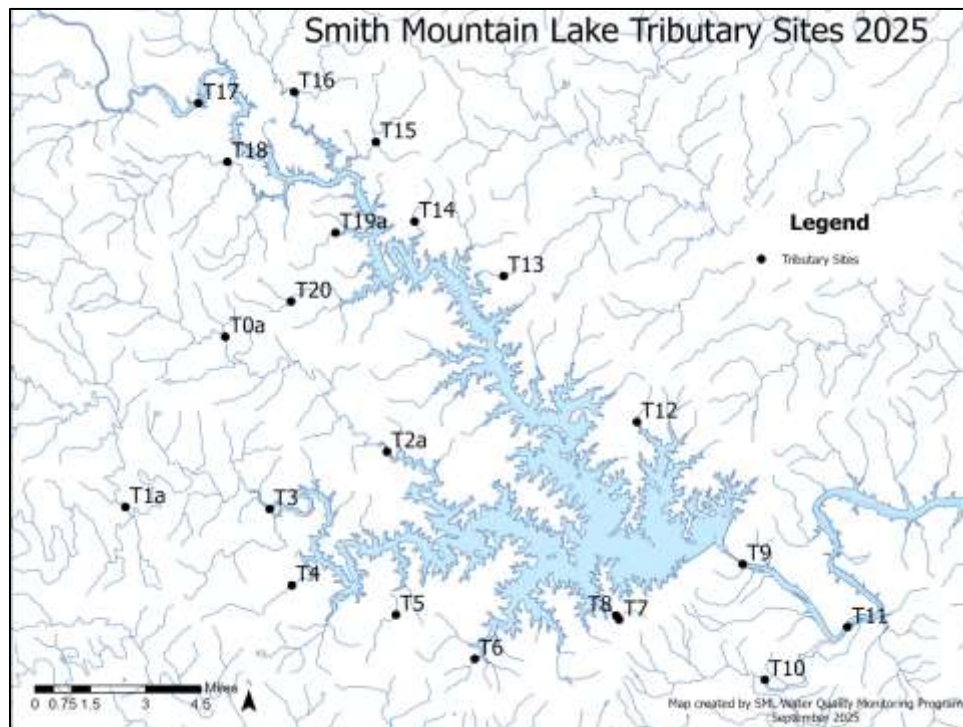 Smith Mountain Lake Tributary Sites 2025
T16
T17
T15
T18
T14
T19a
Legend
Tributary Sites
T13
T20
T0a
T12
T2a
T1a
T3
T9
T4
T5
T8
T7
T11
T6
T10
Miles
0 0.75 1.5 3 4.5
Map created by SML Water Quality Monitoring Program
September 2025